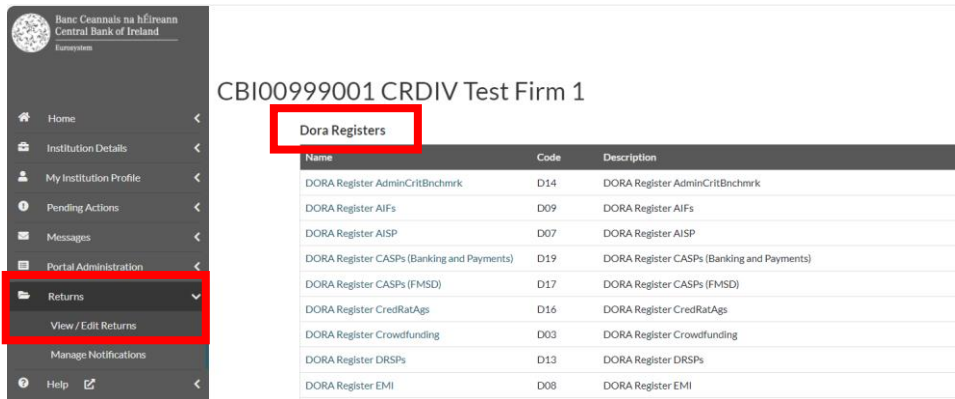 Banc Ceannais na hÉireann
Central Bank of Ireland
Eurosystem
CBI00999001 CRDIV Test Firm 1
Home
Institution Details
My Institution Profile
Pending Actions
Messages
Portal Administration
Returns
View / Edit Returns
Manage Notifications
Help
Dora Registers
Name Code Description
DORA Register AdminCritBnchmrk D14 DORA Register AdminCritBnchmrk
DORA Register AIFs D09 DORA Register AIFs
DORA Register AISP D07 DORA Register AISP
DORA Register CASPs (Banking and Payments) D19 DORA Register CASPs (Banking and Payments)
DORA Register CASPs (FMSD) D17 DORA Register CASPs (FMSD)
DORA Register CredRatAgs D16 DORA Register CredRatAgs
DORA Register Crowdfunding D03 DORA Register Crowdfunding
DORA Register DRSPs D13 DORA Register DRSPs
DORA Register EMI D08 DORA Register EMI